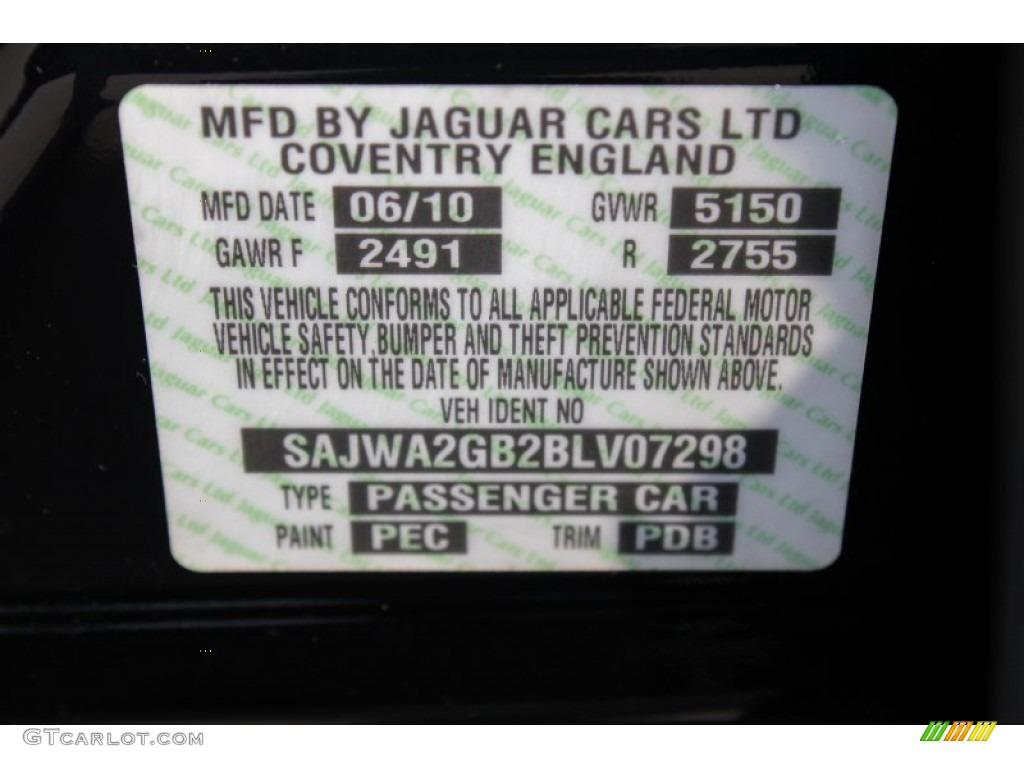 MFD BY JAGUAR CARS LTD
COVENTRY ENGLAND
MFD DATE 06/10 GVWR 5150
GAWR F 2491 R 2755
THIS VEHICLE CONFORMS TO ALL APPLICABLE FEDERAL MOTOR
VEHICLE SAFETY, BUMPER AND THEFT PREVENTION STANDARDS
IN EFFECT ON THE DATE OF MANUFACTURE SHOWN ABOVE.
VEH IDENT NO
SAJWA2GB2BLV07298
TYPE PASSENGER CAR
PAINT PEC TRIM PDB
GTCARLOT.COM